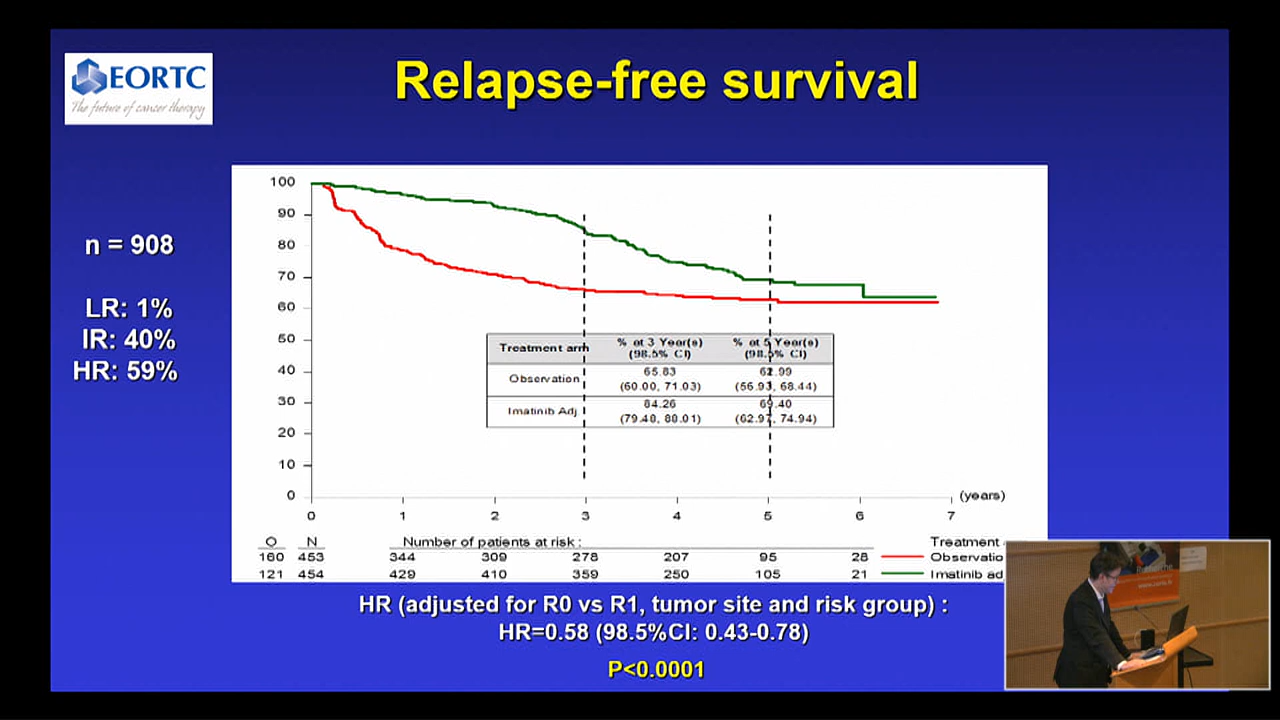 EORTC
The future of cancer therapy
Relapse-free survival
n = 908
LR: 1%
IR: 40%
HR: 59%
100
90
80
70
60
50
40
30
20
10
0
Treatment arm % at 3 Year(s) (98.5% CI) % at 5 Year(s) (98.5% CI)
Observation 65.83 (60.00, 71.03) 62.99 (56.93, 68.44)
Imatinib Adj 84.26 (79.40, 88.01) 69.40 (62.97, 74.94)
(years)
0 1 2 3 4 5 6 7
O N Number of patients at risk : Treatment
160 453 344 309 278 207 95 28 Observatio
121 454 429 410 359 250 105 21 Imatinib ad
HR (adjusted for R0 vs R1, tumor site and risk group) :
HR=0.58 (98.5%CI: 0.43-0.78)
P<0.0001
Recherche